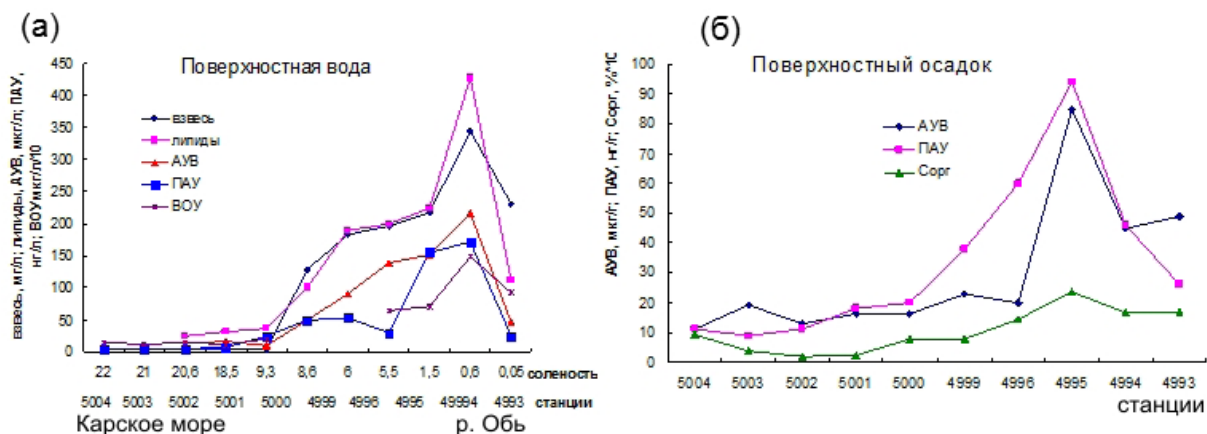 (а)
Поверхностная вода
взвесь, мг/л; липиды, АУВ, мкг/л; ПАУ,
нг/л; ВОУмкг/л/10
450
400
350
300
250
200
150
100
50
0
взвесь
липиды
АУВ
ПАУ
ВОУ
22 21 20,6 18,5 9,3 8,6 6 5,5 1,5 0,6 0,05 соленость
5004 5003 5002 5001 5000 4999 4996 4995 49994 4993 станции
Карское море р. Обь
(б)
Поверхностный осадок
АУВ, мкг/г; ПАУ, нг/г; Сорг, %*10
100
90
80
70
60
50
40
30
20
10
0
АУВ
ПАУ
Сорг
5004 5003 5002 5001 5000 4999 4996 4995 4994 4993
станции